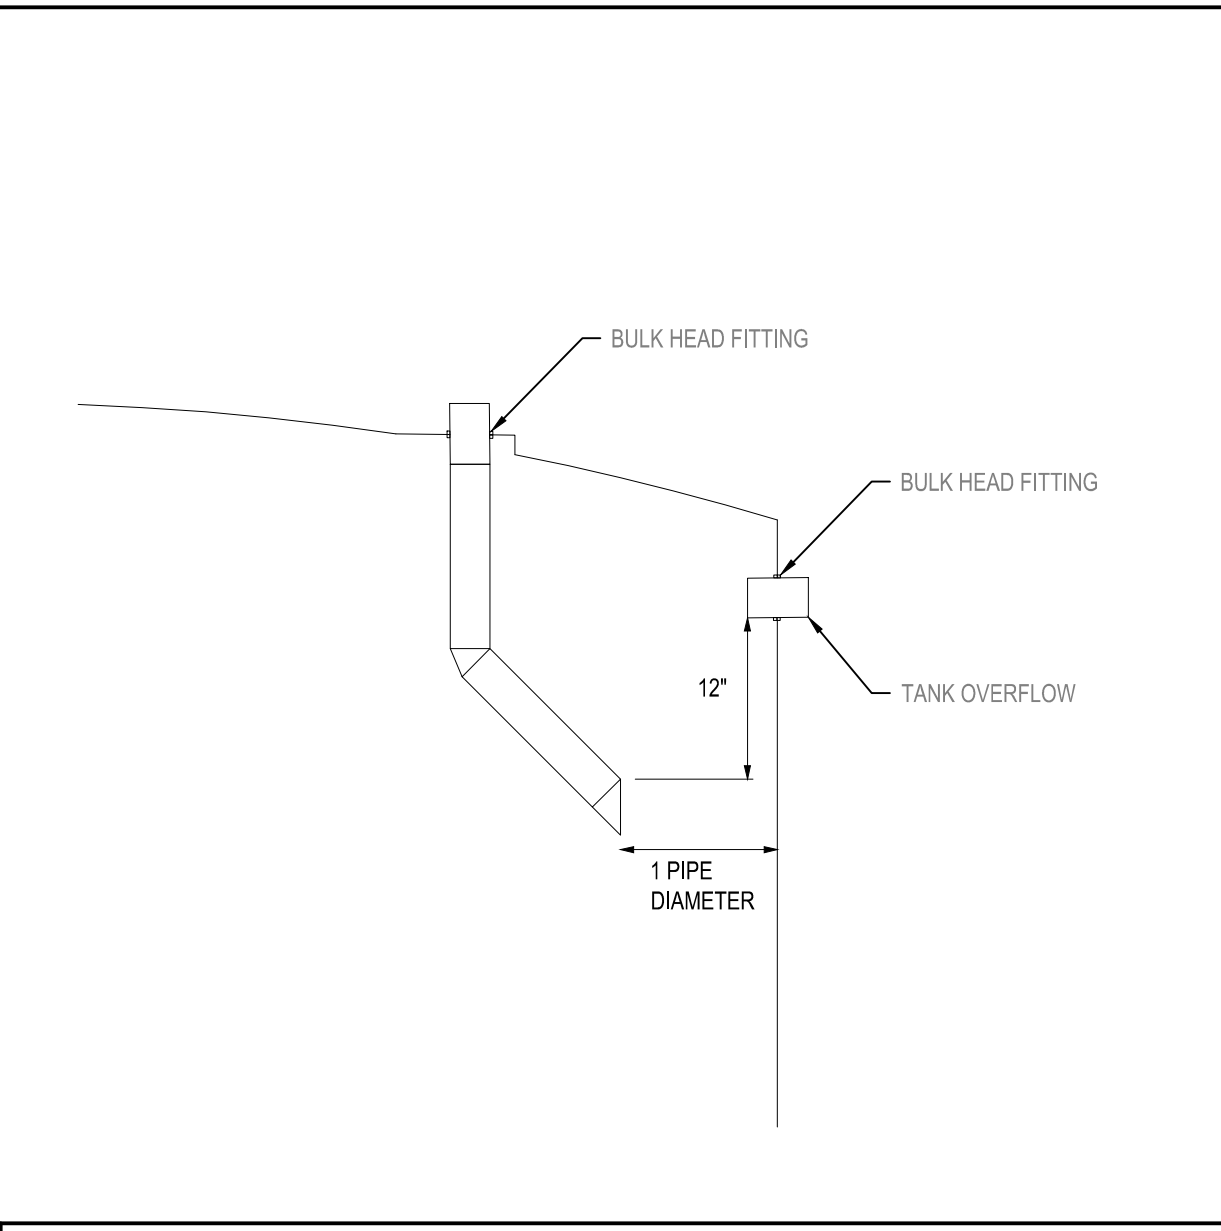 BULK HEAD FITTING
BULK HEAD FITTING
12"
TANK OVERFLOW
1 PIPE
DIAMETER